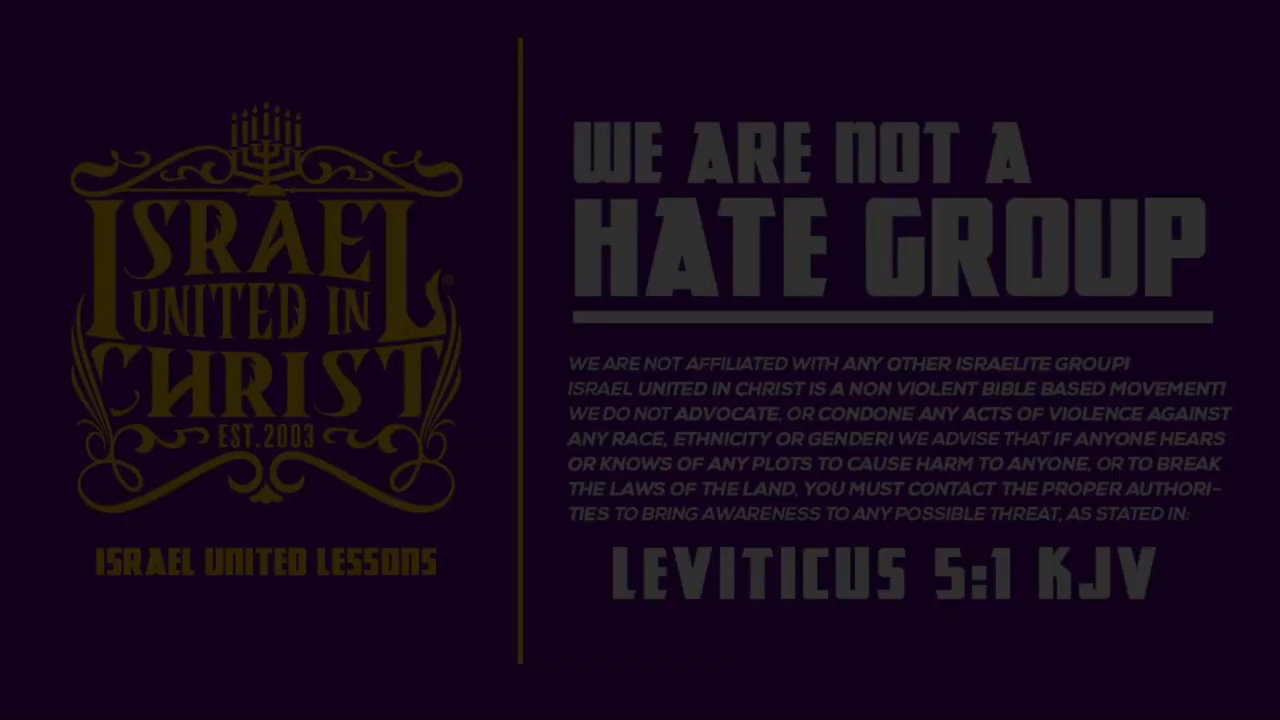 ISRAEL
UNITED IN
CHRIST
EST.2003
ISRAEL UNITED LESSONS
WE ARE NOT A
HATE GROUP
WE ARE NOT AFFILIATED WITH ANY OTHER ISRAELITE GROUP!
ISRAEL UNITED IN CHRIST IS A NON VIOLENT BIBLE BASED MOVEMENT!
WE DO NOT ADVOCATE, OR CONDONE ANY ACTS OF VIOLENCE AGAINST
ANY RACE, ETHNICITY OR GENDER! WE ADVISE THAT IF ANYONE HEARS
OR KNOWS OF ANY PLOTS TO CAUSE HARM TO ANYONE, OR TO BREAK
THE LAWS OF THE LAND, YOU MUST CONTACT THE PROPER AUTHORI-
TIES TO BRING AWARENESS TO ANY POSSIBLE THREAT, AS STATED IN:
LEVITICUS 5:1 KJV